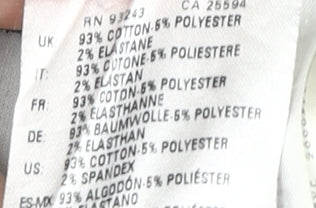 RN 93243 CA 25594
UK 93% COTTON·5% POLYESTER
2% ELASTANE
IT: 93% COTONE·5% POLIESTERE
2% ELASTAN
FR: 93% COTON·5% POLYESTER
2% ELASTHANNE
DE: 93% BAUMWOLLE·5% POLYESTER
2% ELASTHAN
US: 93% COTTON·5% POLYESTER
2% SPANDEX
ES-MX 93% ALGODÓN·5% POLIÉSTER
2% ELASTANO